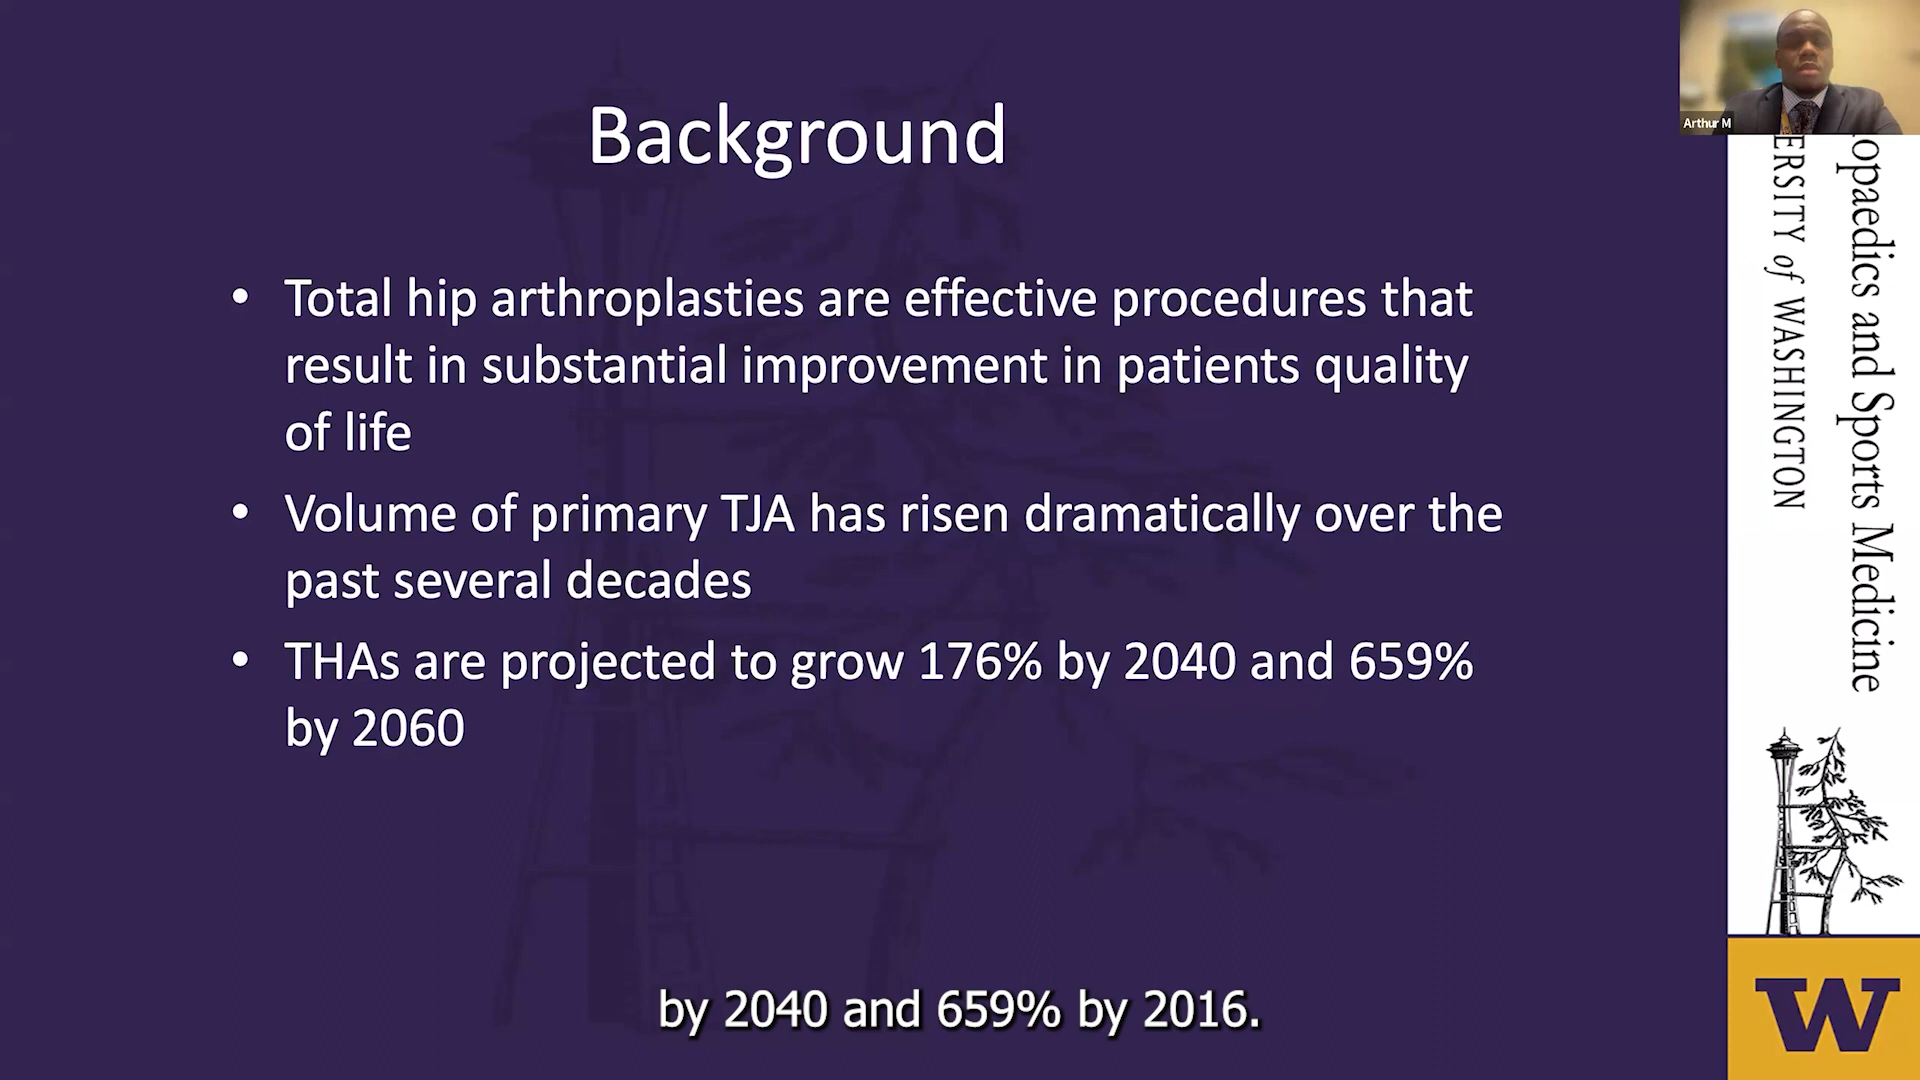 Background
• Total hip arthroplasties are effective procedures that
result in substantial improvement in patients quality
of life
• Volume of primary TJA has risen dramatically over the
past several decades
• THAs are projected to grow 176% by 2040 and 659%
by 2060
by 2040 and 659% by 2016.
Arthur M
opaedics and Sports Medicine
ERSITY of WASHINGTON
W